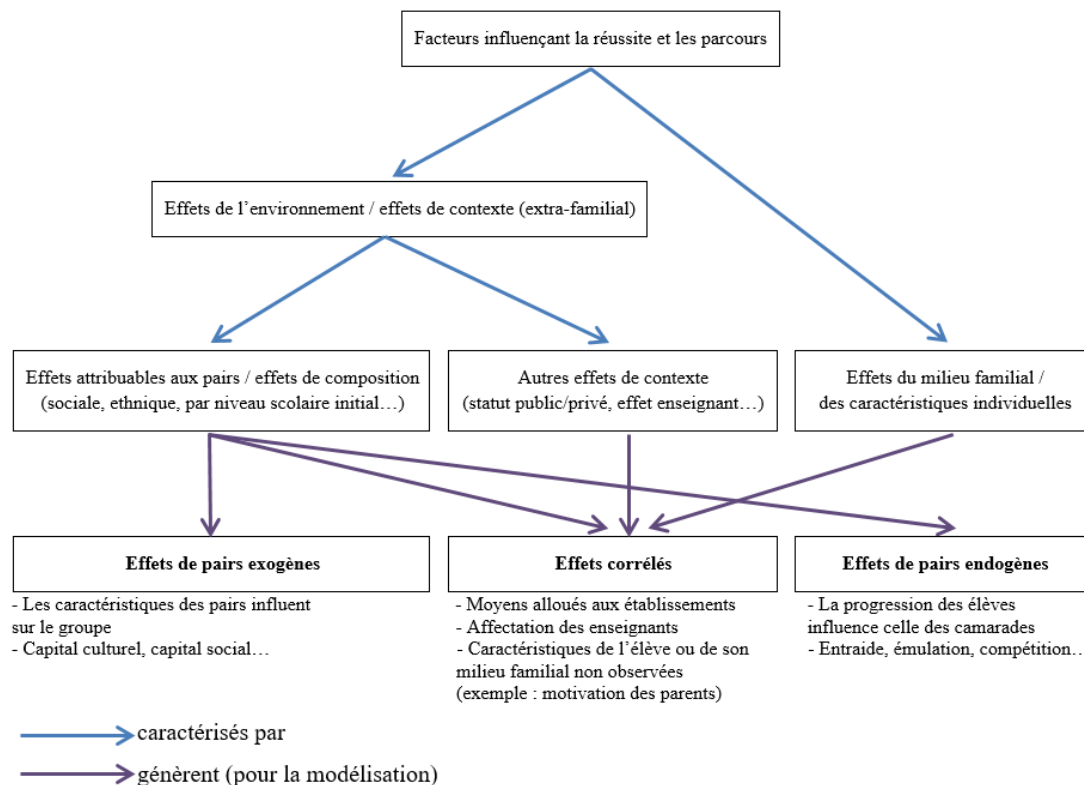 Facteurs influençant la réussite et les parcours
Effets de l’environnement / effets de contexte (extra-familial)
Effets attribuables aux pairs / effets de composition
(sociale, ethnique, par niveau scolaire initial…)
Autres effets de contexte
(statut public/privé, effet enseignant…)
Effets du milieu familial /
des caractéristiques individuelles
Effets de pairs exogènes
- Les caractéristiques des pairs influent
sur le groupe
- Capital culturel, capital social…
Effets corrélés
- Moyens alloués aux établissements
- Affectation des enseignants
- Caractéristiques de l’élève ou de son
milieu familial non observées
(exemple : motivation des parents)
Effets de pairs endogènes
- La progression des élèves
influence celle des camarades
- Entraide, émulation, compétition…
caractérisés par
génèrent (pour la modélisation)